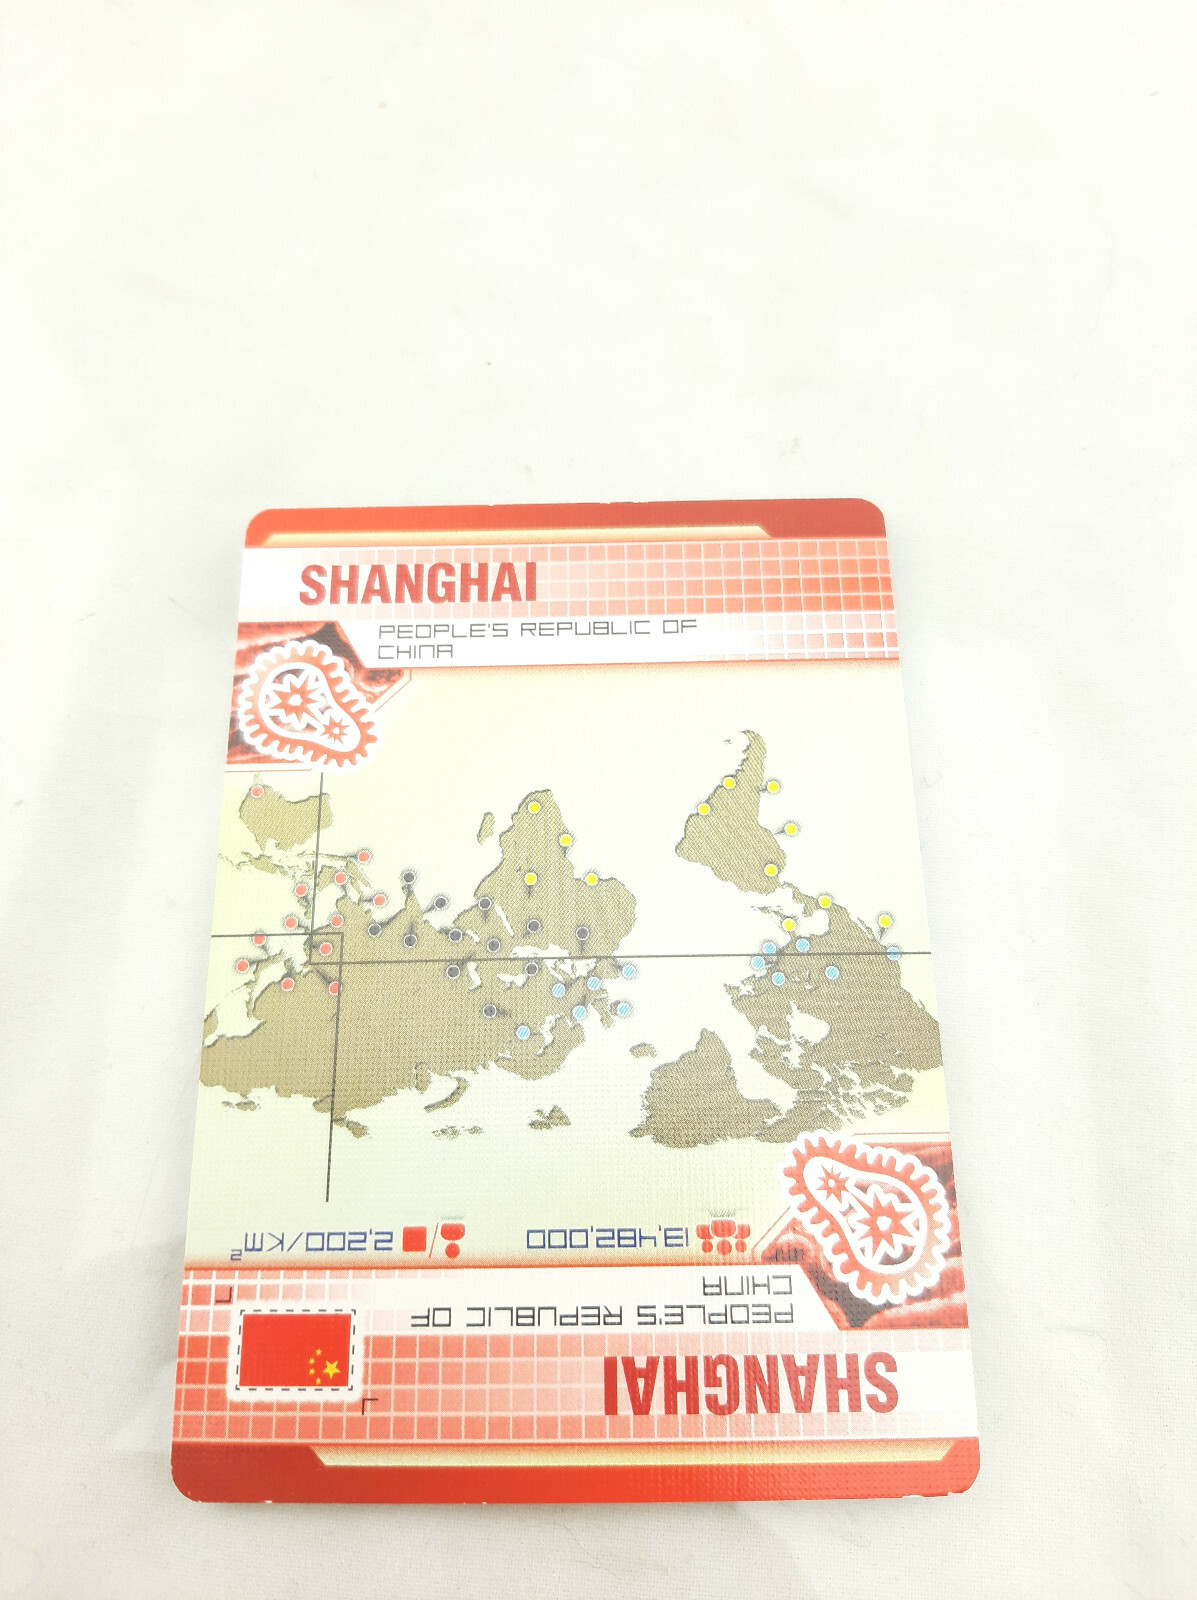 SHANGHAI
PEOPLE'S REPUBLIC OF
CHINA
13,482,000
2,200/KM²
PEOPLE'S REPUBLIC OF
CHINA
SHANGHAI